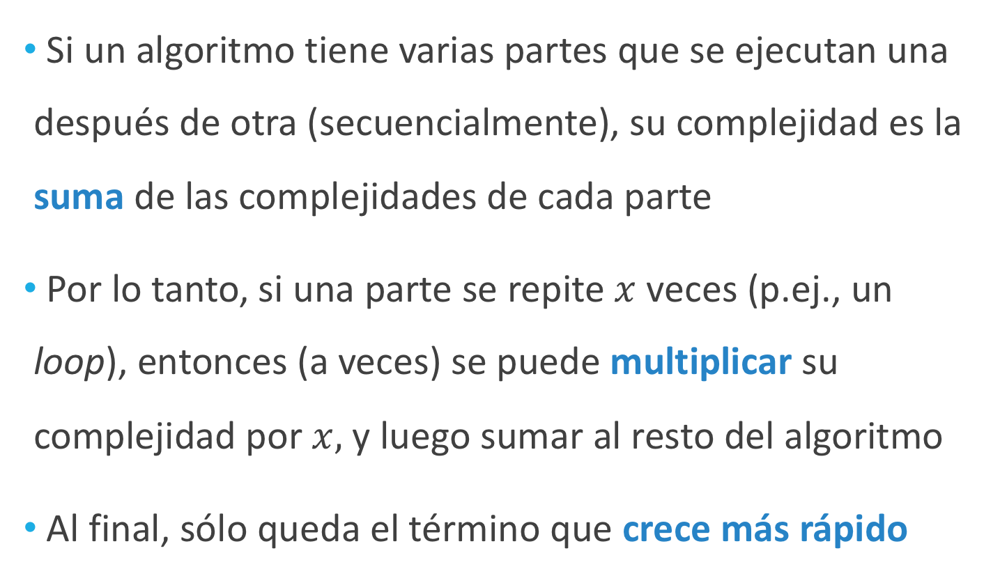 • Si un algoritmo tiene varias partes que se ejecutan una
después de otra (secuencialmente), su complejidad es la
suma de las complejidades de cada parte
• Por lo tanto, si una parte se repite 𝑥 veces (p.ej., un
loop), entonces (a veces) se puede multiplicar su
complejidad por 𝑥, y luego sumar al resto del algoritmo
• Al final, sólo queda el término que crece más rápido